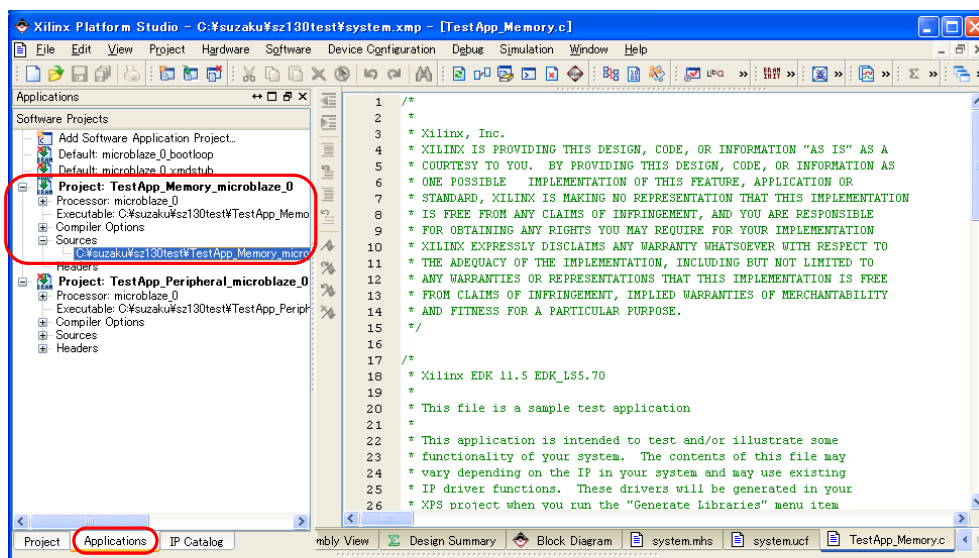 Xilinx Platform Studio - C:¥suzaku¥sz130test¥system.xmp - [TestApp_Memory.c]
File Edit View Project Hardware Software Device Configuration Debug Simulation Window Help
Applications
Software Projects
Add Software Application Project...
Default: microblaze_0_bootloop
Default: microblaze_0_xmdstub
Project: TestApp_Memory_microblaze_0
Processor: microblaze_0
Executable: C:¥suzaku¥sz130test¥TestApp_Memo
Compiler Options
Sources
C:¥suzaku¥sz130test¥TestApp_Memory_micro
Headers
Project: TestApp_Peripheral_microblaze_0
Processor: microblaze_0
Executable: C:¥suzaku¥sz130test¥TestApp_Periph
Compiler Options
Sources
Headers
Project Applications IP Catalog
1 /*
2 *
3 * Xilinx, Inc.
4 * XILINX IS PROVIDING THIS DESIGN, CODE, OR INFORMATION "AS IS" AS A
5 * COURTESY TO YOU. BY PROVIDING THIS DESIGN, CODE, OR INFORMATION AS
6 * ONE POSSIBLE IMPLEMENTATION OF THIS FEATURE, APPLICATION OR
7 * STANDARD, XILINX IS MAKING NO REPRESENTATION THAT THIS IMPLEMENTATION
8 * IS FREE FROM ANY CLAIMS OF INFRINGEMENT, AND YOU ARE RESPONSIBLE
9 * FOR OBTAINING ANY RIGHTS YOU MAY REQUIRE FOR YOUR IMPLEMENTATION
10 * XILINX EXPRESSLY DISCLAIMS ANY WARRANTY WHATSOEVER WITH RESPECT TO
11 * THE ADEQUACY OF THE IMPLEMENTATION, INCLUDING BUT NOT LIMITED TO
12 * ANY WARRANTIES OR REPRESENTATIONS THAT THIS IMPLEMENTATION IS FREE
13 * FROM CLAIMS OF INFRINGEMENT, IMPLIED WARRANTIES OF MERCHANTABILITY
14 * AND FITNESS FOR A PARTICULAR PURPOSE.
15 */
16
17 /*
18 * Xilinx EDK 11.5 EDK_LS5.70
19 *
20 * This file is a sample test application
21 *
22 * This application is intended to test and/or illustrate some
23 * functionality of your system. The contents of this file may
24 * vary depending on the IP in your system and may use existing
25 * IP driver functions. These drivers will be generated in your
26 * XPS project when you run the "Generate Libraries" menu item
mbly View Design Summary Block Diagram system.mhs system.ucf TestApp_Memory.c